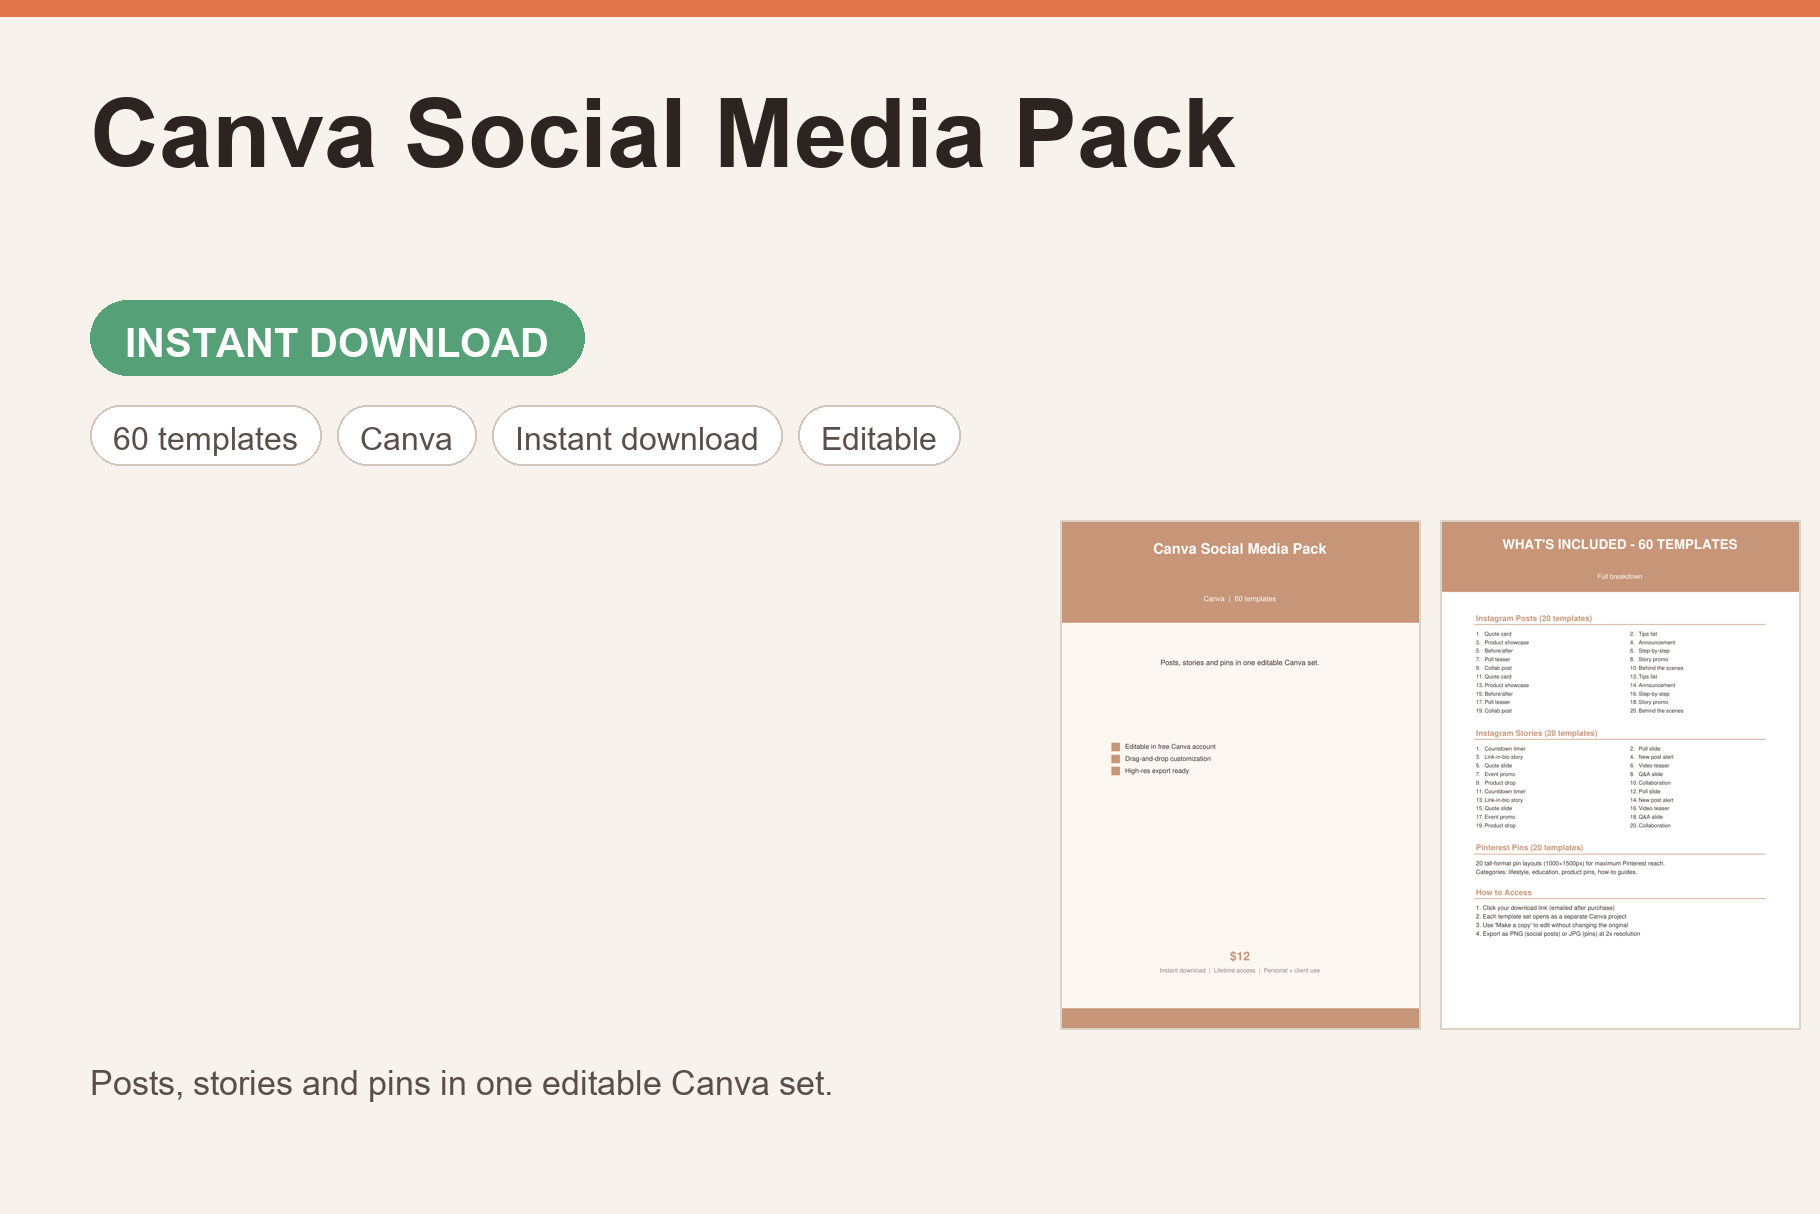 Canva Social Media Pack
INSTANT DOWNLOAD
60 templates
Canva
Instant download
Editable
Canva Social Media Pack
Canva | 60 templates
Posts, stories and pins in one editable Canva set.
Editable in free Canva account
Drag-and-drop customization
High-res export ready
$12
Instant download | Lifetime access | Personal + client use
WHAT'S INCLUDED - 60 TEMPLATES
Full breakdown
Instagram Posts (20 templates)
1. Quote card 2. Tips list
3. Product showcase 4. Announcement
5. Before/after 6. Step-by-step
7. Poll teaser 8. Story promo
9. Collab post 10. Behind the scenes
11. Quote card 12. Tips list
13. Product showcase 14. Announcement
15. Before/after 16. Step-by-step
17. Poll teaser 18. Story promo
19. Collab post 20. Behind the scenes
Instagram Stories (20 templates)
1. Countdown timer 2. Poll slide
3. Link-in-bio story 4. New post alert
5. Quote slide 6. Video teaser
7. Event promo 8. Q&A slide
9. Product drop 10. Collaboration
11. Countdown timer 12. Poll slide
13. Link-in-bio story 14. New post alert
15. Quote slide 16. Video teaser
17. Event promo 18. Q&A slide
19. Product drop 20. Collaboration
Pinterest Pins (20 templates)
20 tall-format pin layouts (1000×1500px) for maximum Pinterest reach.
Categories: lifestyle, education, product pins, how-to guides.
How to Access
1. Click your download link (emailed after purchase)
2. Each template set opens as a separate Canva project
3. Use 'Make a copy' to edit without changing the original
4. Export as PNG (social posts) or JPG (pins) at 2x resolution
Posts, stories and pins in one editable Canva set.